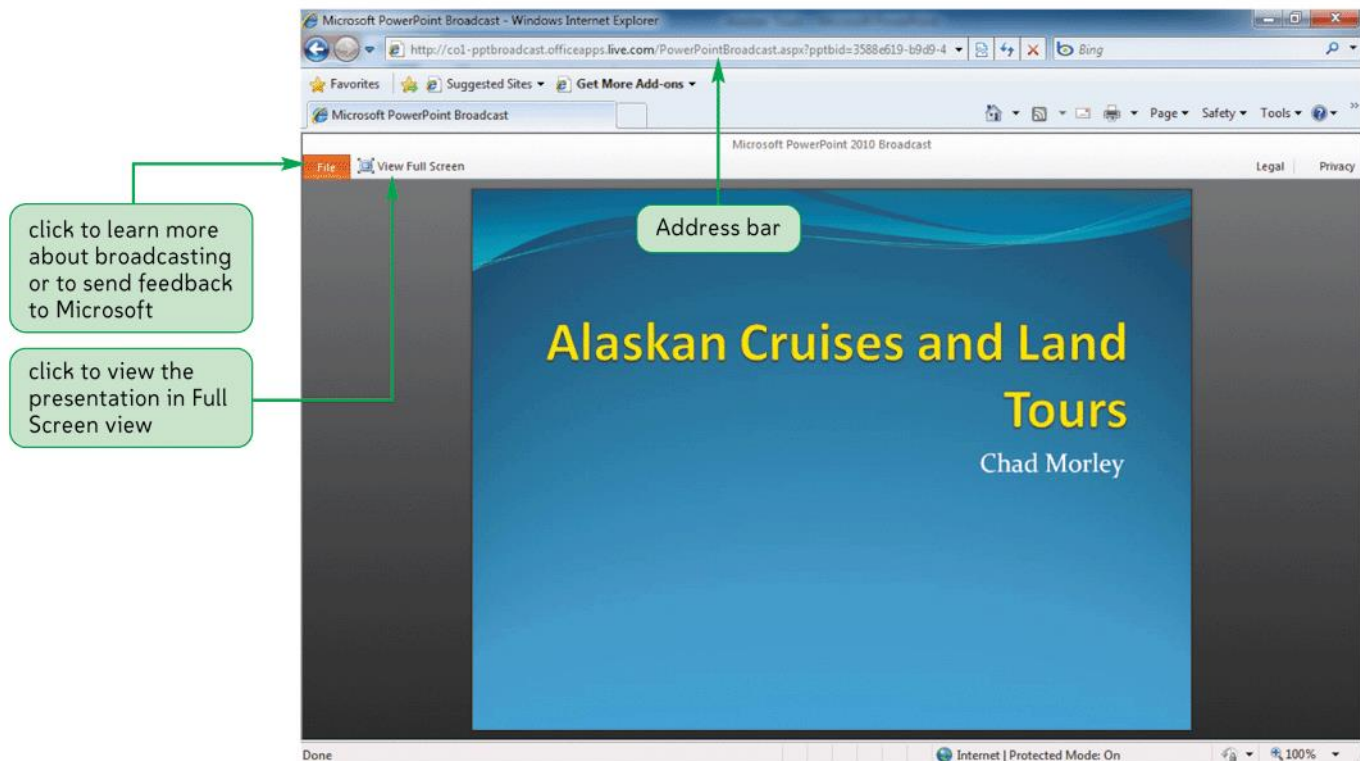 Microsoft PowerPoint Broadcast - Windows Internet Explorer
http://co1-pptbroadcast.officeapps.live.com/PowerPointBroadcast.aspx?pptbid=3588e619-b9d9-4
Bing
Favorites
Suggested Sites
Get More Add-ons
Microsoft PowerPoint Broadcast
Page
Safety
Tools
Microsoft PowerPoint 2010 Broadcast
File
View Full Screen
Legal
Privacy
click to learn more
about broadcasting
or to send feedback
to Microsoft
Address bar
click to view the
presentation in Full
Screen view
Alaskan Cruises and Land
Tours
Chad Morley
Done
Internet | Protected Mode: On
100%